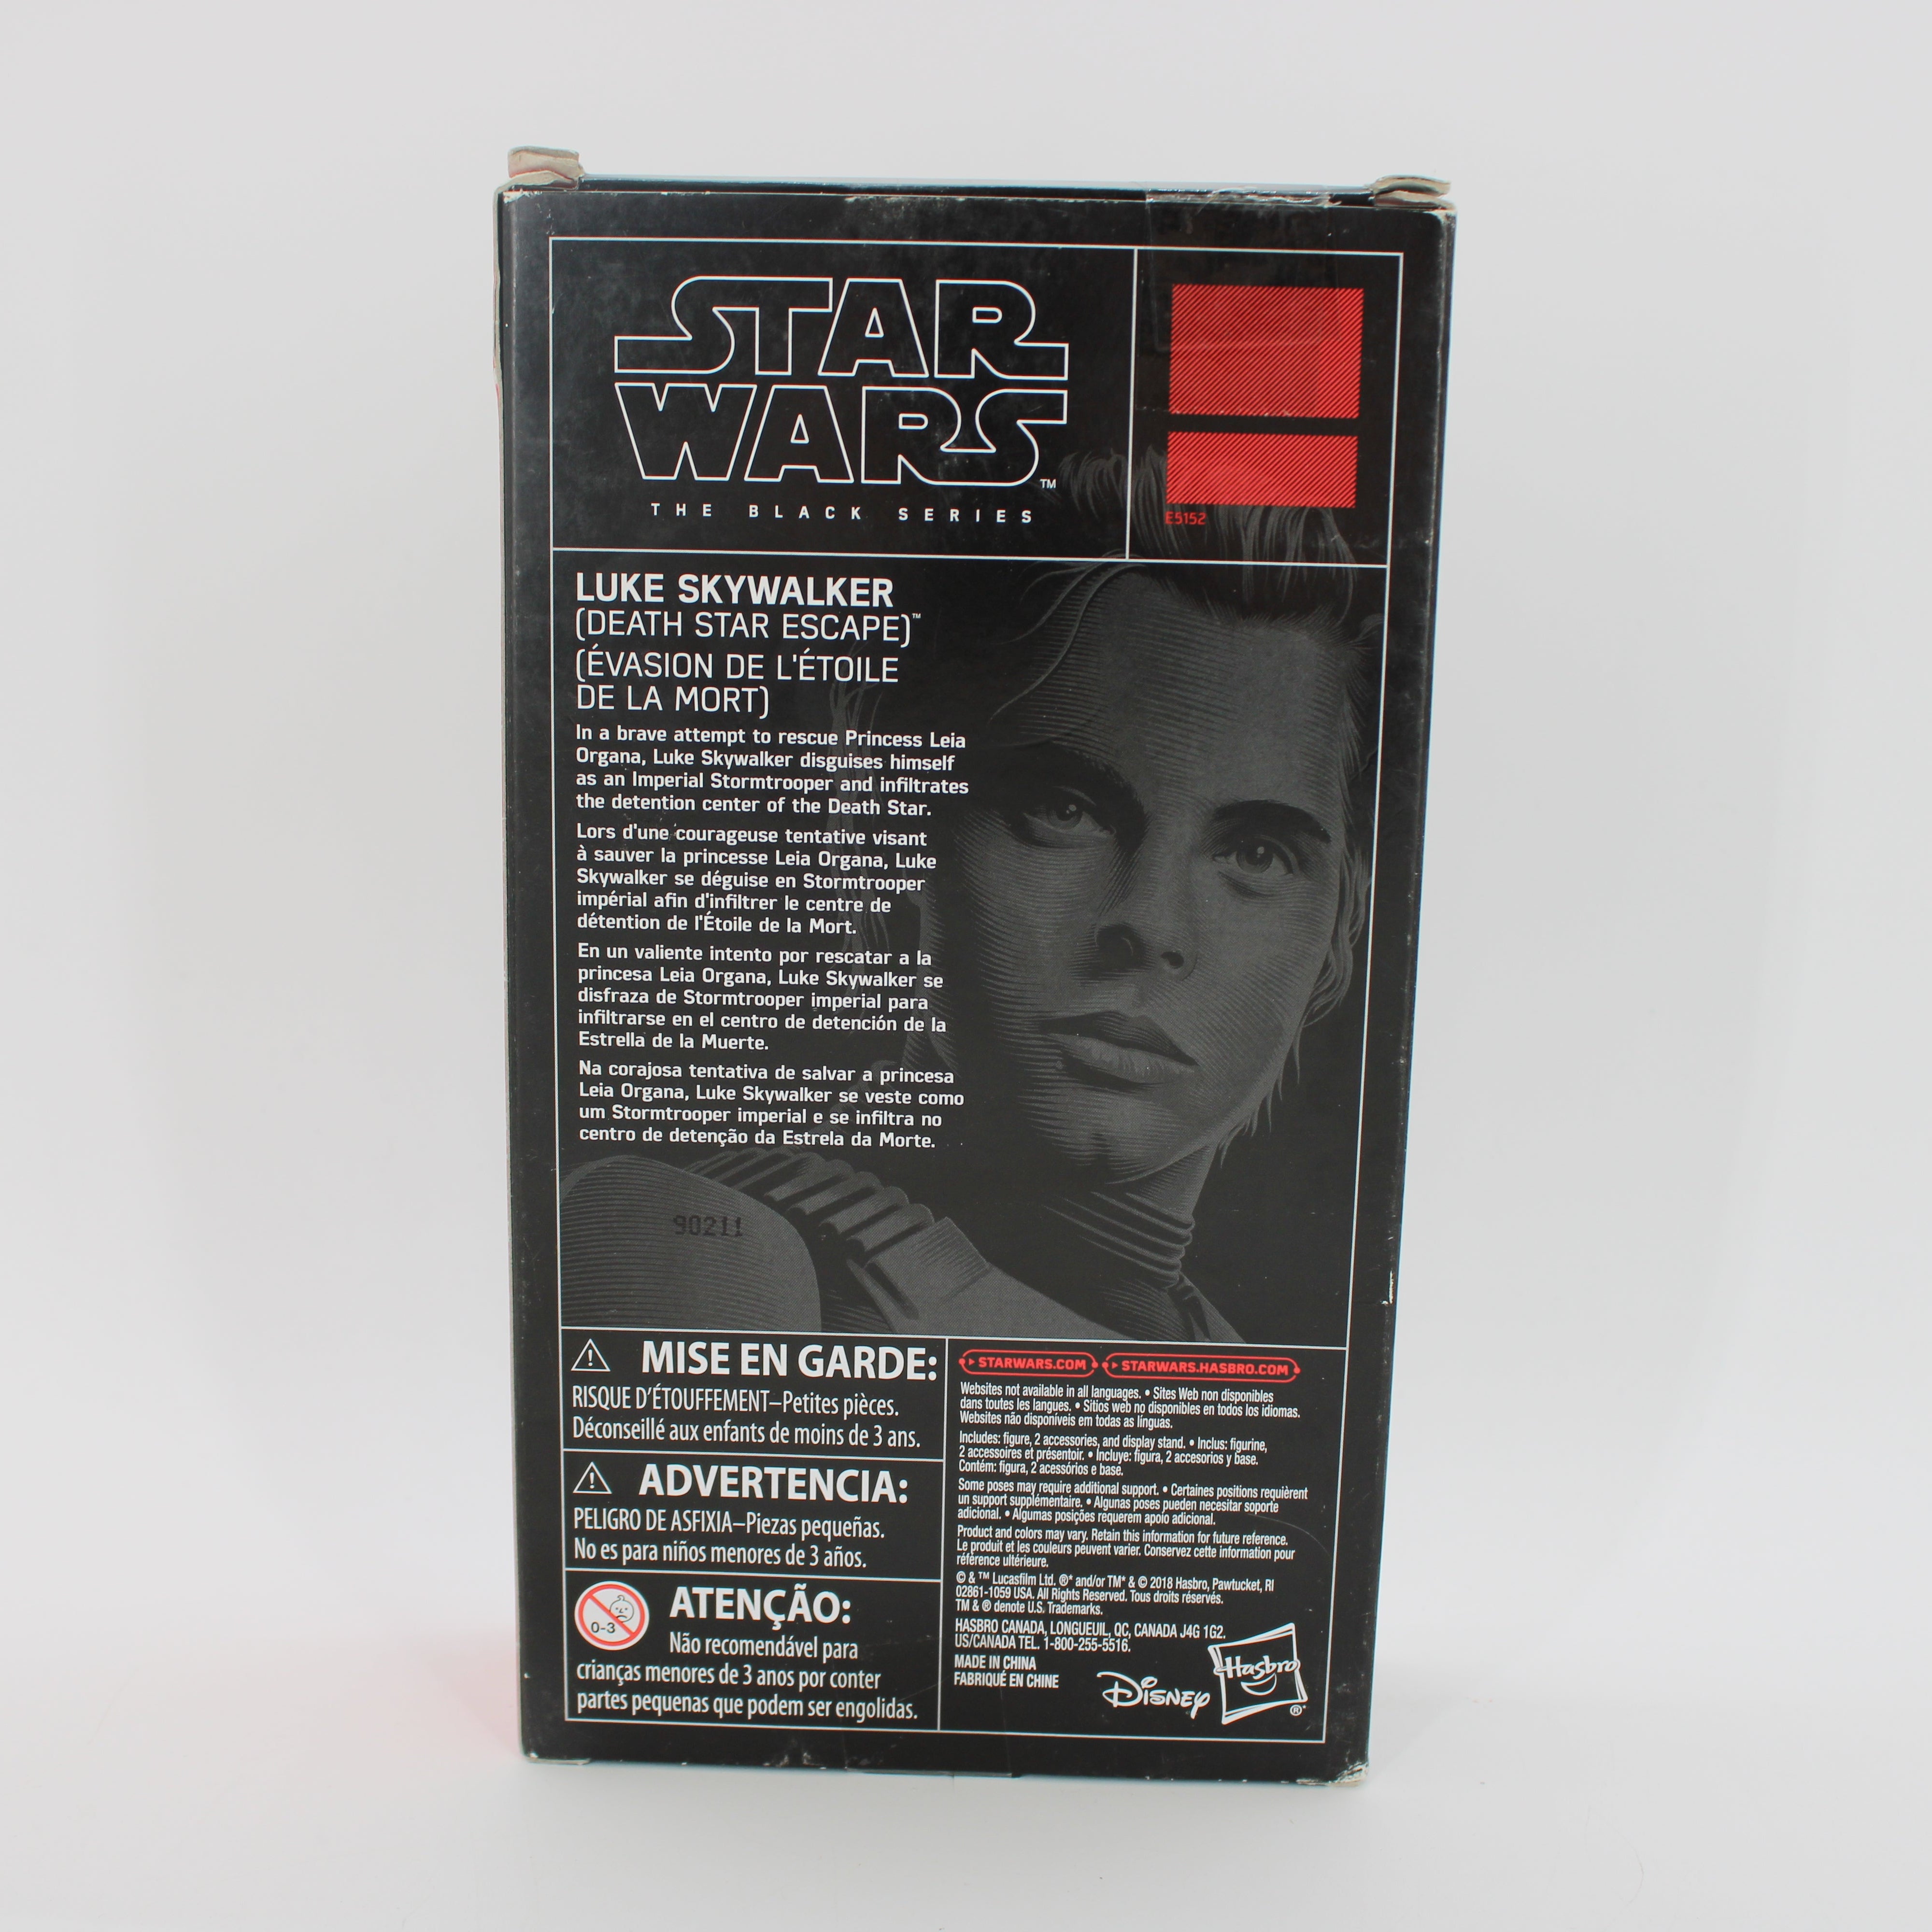 STAR
WARS™
THE BLACK SERIES
E5152
LUKE SKYWALKER
(DEATH STAR ESCAPE)™
(ÉVASION DE L'ÉTOILE
DE LA MORT)
In a brave attempt to rescue Princess Leia
Organa, Luke Skywalker disguises himself
as an Imperial Stormtrooper and infiltrates
the detention center of the Death Star.
Lors d'une courageuse tentative visant
à sauver la princesse Leia Organa, Luke
Skywalker se déguise en Stormtrooper
impérial afin d'infiltrer le centre de
détention de l'Étoile de la Mort.
En un valiente intento por rescatar a la
princesa Leia Organa, Luke Skywalker se
disfraza de Stormtrooper imperial para
infiltrarse en el centro de detención de la
Estrella de la Muerte.
Na corajosa tentativa de salvar a princesa
Leia Organa, Luke Skywalker se veste como
um Stormtrooper imperial e se infiltra no
centro de detenção da Estrela da Morte.
90211
MISE EN GARDE:
RISQUE D'ÉTOUFFEMENT–Petites pièces.
Déconseillé aux enfants de moins de 3 ans.
ADVERTENCIA:
PELIGRO DE ASFIXIA–Piezas pequeñas.
No es para niños menores de 3 años.
0-3
ATENÇÃO:
Não recomendável para
crianças menores de 3 anos por conter
partes pequenas que podem ser engolidas.
STARWARS.COM STARWARS.HASBRO.COM
Websites not available in all languages. • Sites Web non disponibles
dans toutes les langues. • Sitios web no disponibles en todos los idiomas.
Websites não disponíveis em todas as línguas.
Includes: figure, 2 accessories, and display stand. • Inclus: figurine,
2 accessoires et présentoir. • Incluye: figura, 2 accesorios y base.
Contém: figura, 2 acessórios e base.
Some poses may require additional support. • Certaines positions requièrent
un support supplémentaire. • Algunas poses pueden necesitar soporte
adicional. • Algumas posições requerem apoio adicional.
Product and colors may vary. Retain this information for future reference.
Le produit et les couleurs peuvent varier. Conservez cette information pour
référence ultérieure.
© & ™ Lucasfilm Ltd. ®* and/or TM* & © 2018 Hasbro, Pawtucket, RI
02861-1059 USA. All Rights Reserved. Tous droits réservés.
TM & ® denote U.S. Trademarks.
HASBRO CANADA, LONGUEUIL, QC, CANADA J4G 1G2.
US/CANADA TEL. 1-800-255-5516.
MADE IN CHINA
FABRIQUÉ EN CHINE
Disney
Hasbro
®*